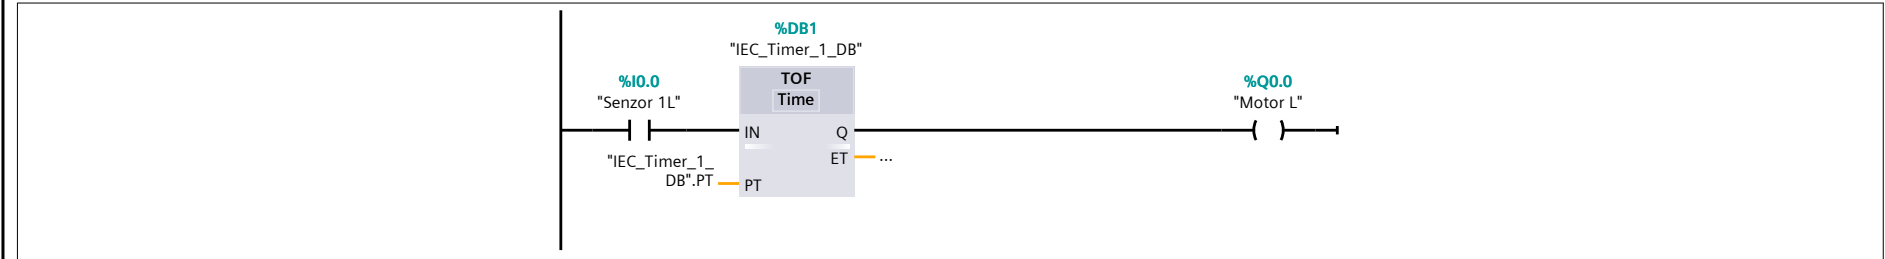 %DB1
"IEC_Timer_1_DB"
%I0.0
TOF
%Q0.0
"Senzor 1L"
Time
"Motor L"
IN
Q
"IEC_Timer_1_
ET
...
DB".PT
PT